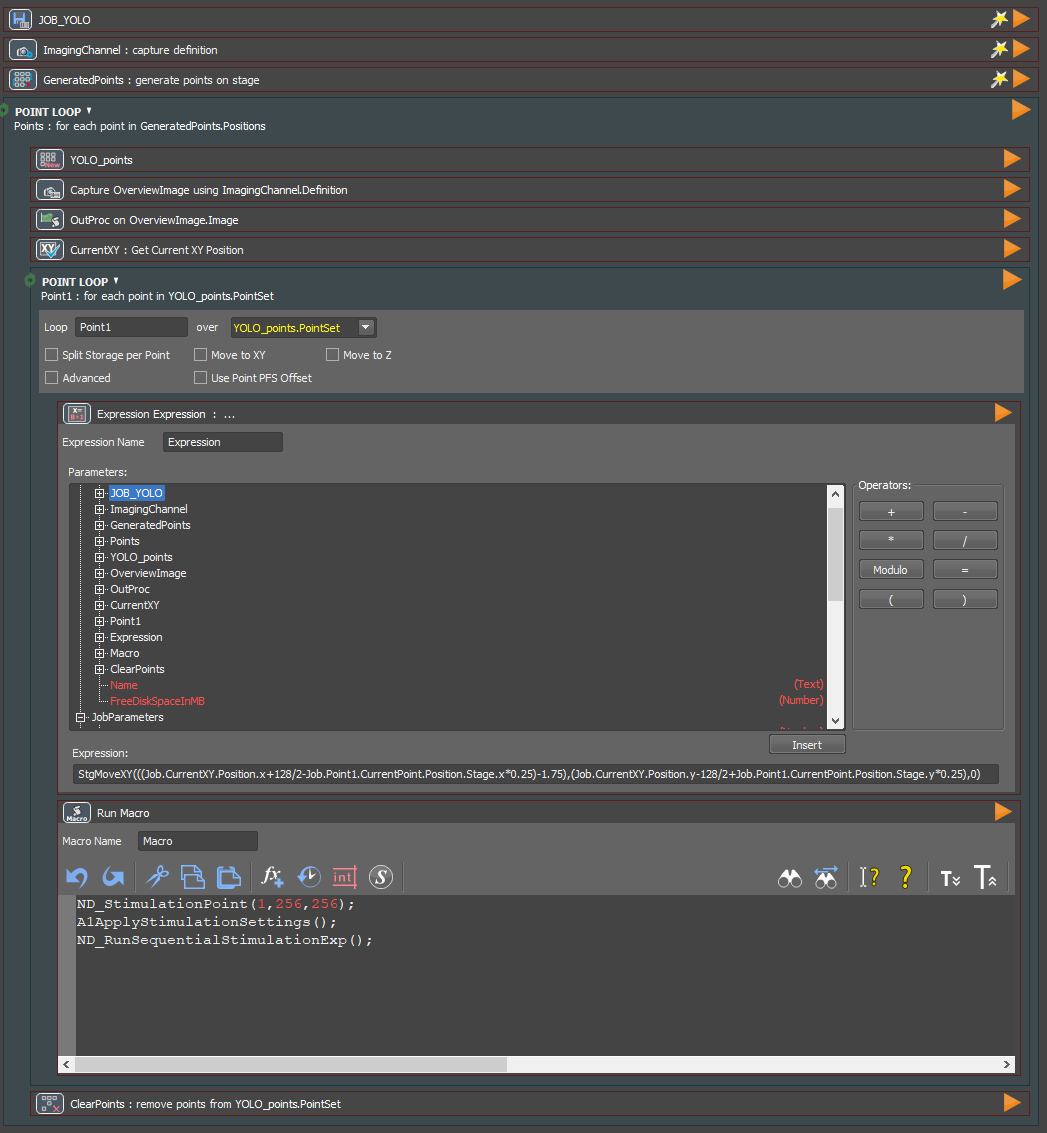 JOB_YOLO
ImagingChannel : capture definition
GeneratedPoints : generate points on stage
POINT LOOP
Points : for each point in GeneratedPoints.Positions
New
YOLO_points
Capture OverviewImage using ImagingChannel.Definition
OutProc on OverviewImage.Image
XY
CurrentXY : Get Current XY Position
POINT LOOP
Point1 : for each point in YOLO_points.PointSet
Loop Point1 over YOLO_points.PointSet
Split Storage per Point Move to XY Move to Z
Advanced Use Point PFS Offset
Expression Expression : ...
Expression Name Expression
Parameters:
Operators:
JOB_YOLO
ImagingChannel
GeneratedPoints
Points
YOLO_points
OverviewImage
OutProc
CurrentXY
Point1
Expression
Macro
ClearPoints
Name (Text)
FreeDiskSpaceInMB (Number)
JobParameters
+ -
* /
Modulo =
( )
Insert
Expression:
StgMoveXY(((Job.CurrentXY.Position.x+128/2-Job.Point1.CurrentPoint.Position.Stage.x*0.25)-1.75),(Job.CurrentXY.Position.y-128/2+Job.Point1.CurrentPoint.Position.Stage.y*0.25),0)
Macro
Run Macro
Macro Name Macro
fx int S I? ? T T
ND_StimulationPoint(1,256,256);
A1ApplyStimulationSettings();
ND_RunSequentialStimulationExp();
ClearPoints : remove points from YOLO_points.PointSet